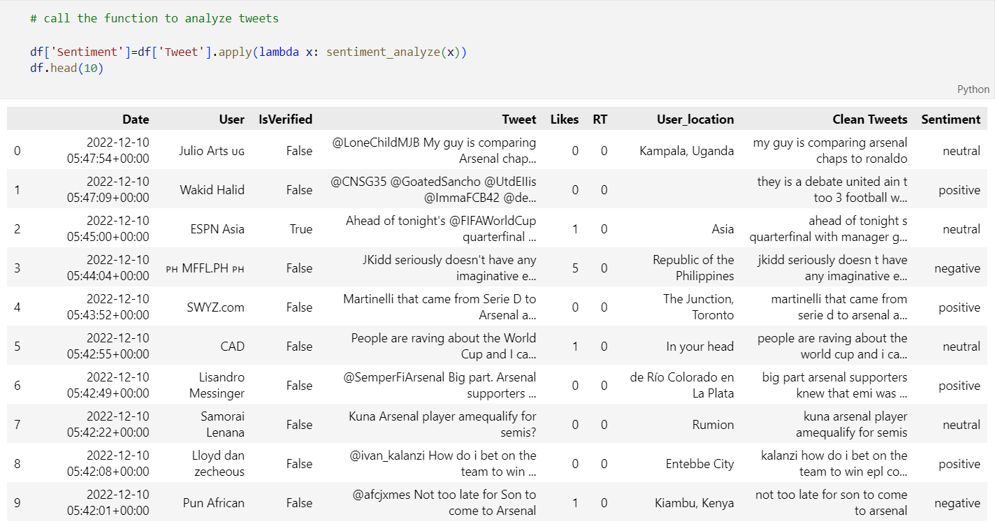 # call the function to analyze tweets
df['Sentiment']=df['Tweet'].apply(lambda x: sentiment_analyze(x))
df.head(10)
Python
Date User IsVerified Tweet Likes RT User_location Clean Tweets Sentiment
0 2022-12-10 05:47:54+00:00 Julio Arts ᴜɢ False @LoneChildMJB My guy is comparing Arsenal chap... 0 0 Kampala, Uganda my guy is comparing arsenal chaps to ronaldo neutral
1 2022-12-10 05:47:09+00:00 Wakid Halid False @CNSG35 @GoatedSancho @UtdEllis @ImmaFCB42 @de... 0 0 they is a debate united ain t too 3 football w... positive
2 2022-12-10 05:45:00+00:00 ESPN Asia True Ahead of tonight's @FIFAWorldCup quarterfinal ... 1 0 Asia ahead of tonight s quarterfinal with manager g... neutral
3 2022-12-10 05:44:04+00:00 ᴘʜ MFFL.PH ᴘʜ False JKidd seriously doesn't have any imaginative e... 5 0 Republic of the Philippines jkidd seriously doesn t have any imaginative e... negative
4 2022-12-10 05:43:52+00:00 SWYZ.com False Martinelli that came from Serie D to Arsenal a... 0 0 The Junction, Toronto martinelli that came from serie d to arsenal a... positive
5 2022-12-10 05:42:55+00:00 CAD False People are raving about the World Cup and I ca... 1 0 In your head people are raving about the world cup and i ca... neutral
6 2022-12-10 05:42:49+00:00 Lisandro Messinger False @SemperFiArsenal Big part. Arsenal supporters ... 0 0 de Río Colorado en La Plata big part arsenal supporters knew that emi was ... positive
7 2022-12-10 05:42:22+00:00 Samorai Lenana False Kuna Arsenal player amequalify for semis? 0 0 Rumion kuna arsenal player amequalify for semis neutral
8 2022-12-10 05:42:08+00:00 Lloyd dan zecheous False @ivan_kalanzi How do i bet on the team to win ... 0 0 Entebbe City kalanzi how do i bet on the team to win epl co... positive
9 2022-12-10 05:42:01+00:00 Pun African False @afcjxmes Not too late for Son to come to Arsenal 1 0 Kiambu, Kenya not too late for son to come to arsenal negative